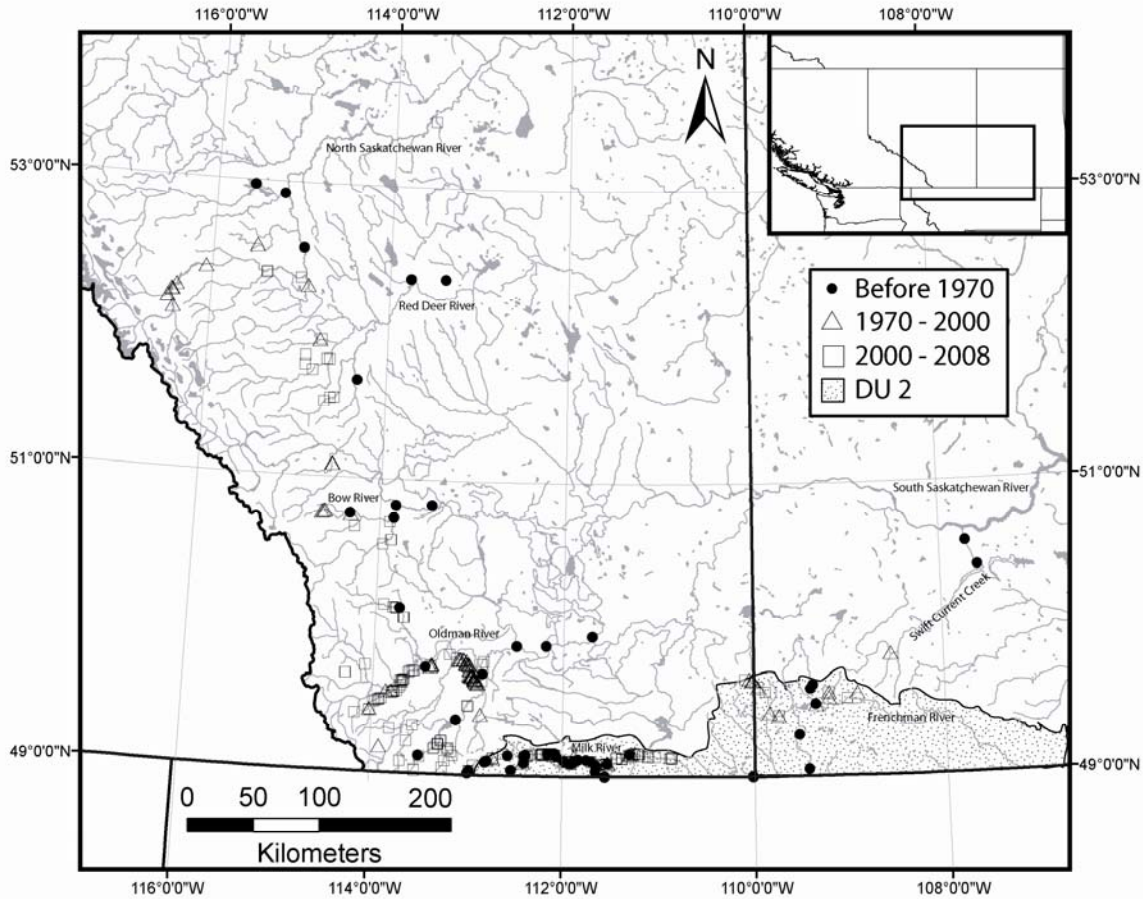 116°0'0"W 114°0'0"W 112°0'0"W 110°0'0"W 108°0'0"W
N
North Saskatchewan River
53°0'0"N 53°0'0"N
Before 1970
1970 - 2000
2000 - 2008
DU 2
Red Deer River
51°0'0"N 51°0'0"N
South Saskatchewan River
Bow River
Swift Current Creek
Oldman River
Frenchman River
Milk River
49°0'0"N 49°0'0"N
0 50 100 200
Kilometers
116°0'0"W 114°0'0"W 112°0'0"W 110°0'0"W 108°0'0"W